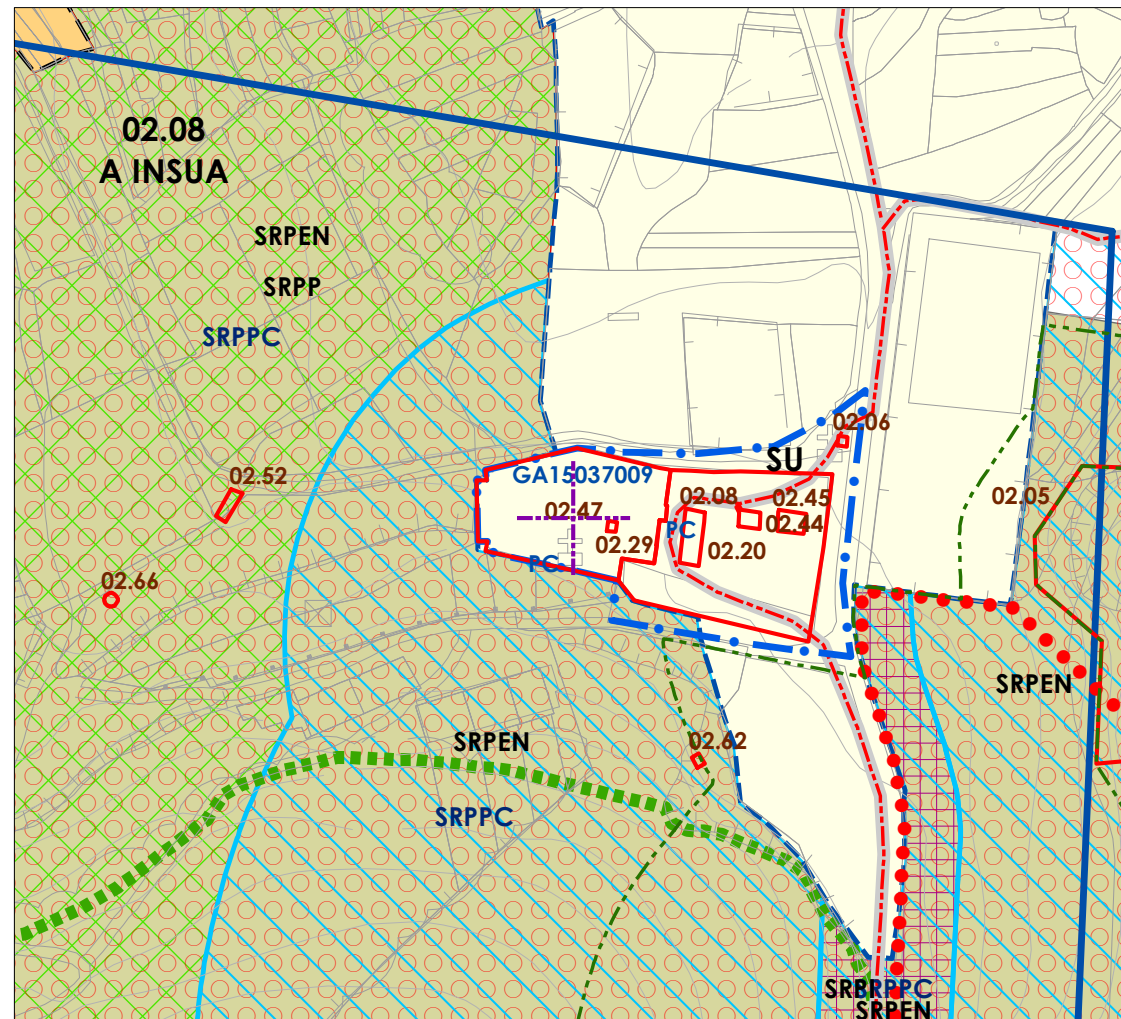 02.08
A INSUA
SRPEN
SRPP
SRPPC
02.06
SU
GA15037009
02.52
02.08
02.45
02.05
02.47
02.44
PC
02.29
02.20
PC
02.66
SRPEN
02.62
SRPEN
SRPPC
SRPPC
SRPEN